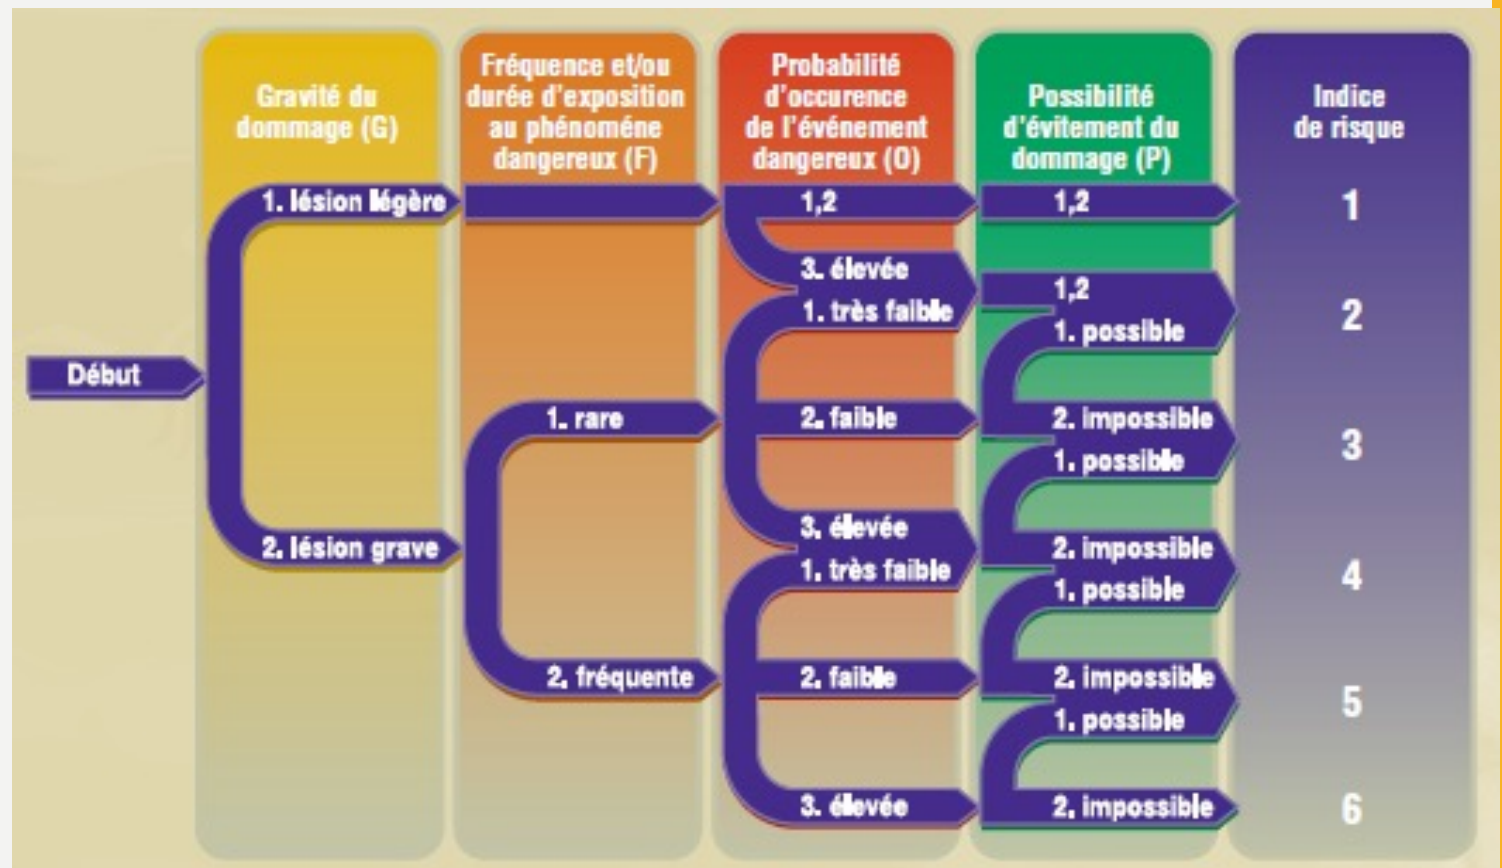 Gravité du
dommage (G)
Fréquence et/ou
durée d'exposition
au phénoméne
dangereux (F)
Probabilité
d'occurence
de l'événement
dangereux (O)
Possibilité
d'évitement du
dommage (P)
Indice
de risque
Début
1. lésion légère
2. lésion grave
1. rare
2. fréquente
1,2
3. élevée
1. très faible
2. faible
3. élevée
1. très faible
2. faible
3. élevée
1,2
1,2
1. possible
2. impossible
1. possible
2. impossible
1. possible
2. impossible
1. possible
2. impossible
1
2
3
4
5
6